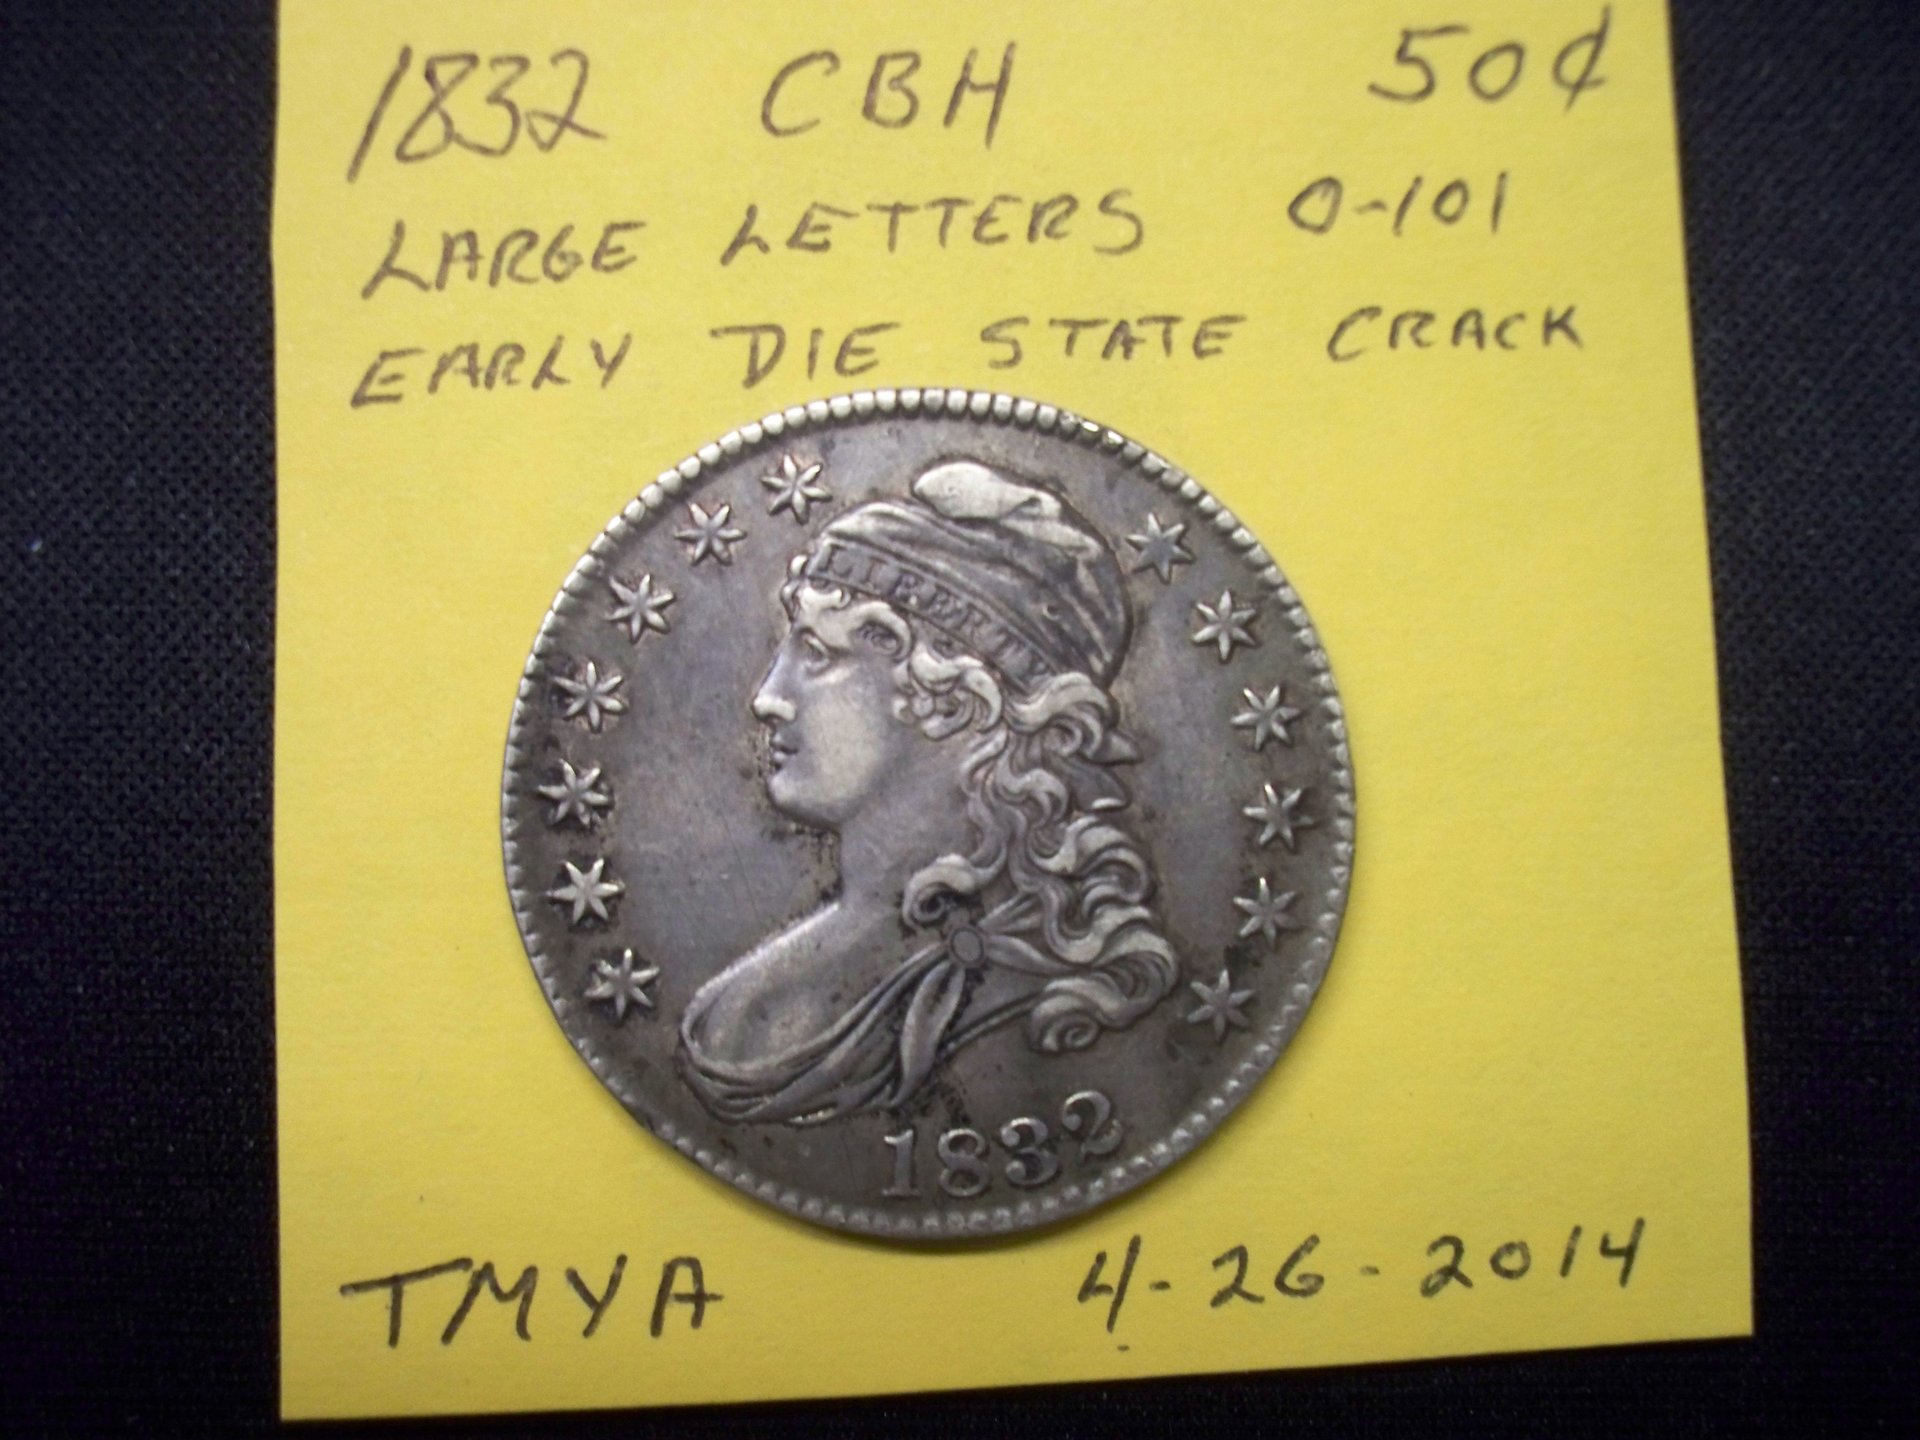 1832 CBH 50¢
LARGE LETTERS O-101
EARLY DIE STATE CRACK
LIBERTY
1832
TMYA 4-26-2014